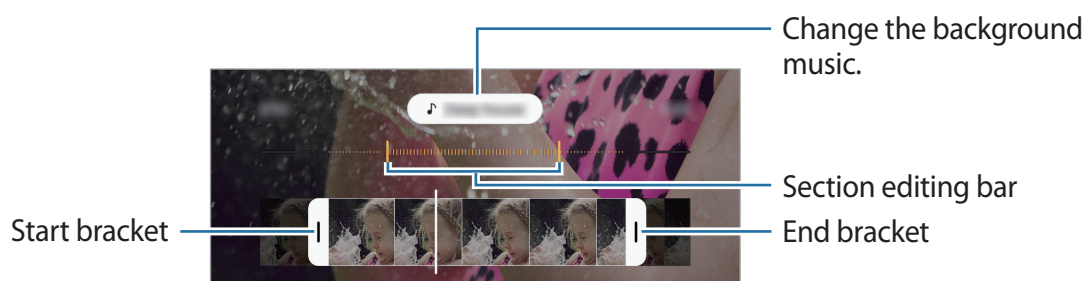 Change the background
music.
Section editing bar
Start bracket
End bracket